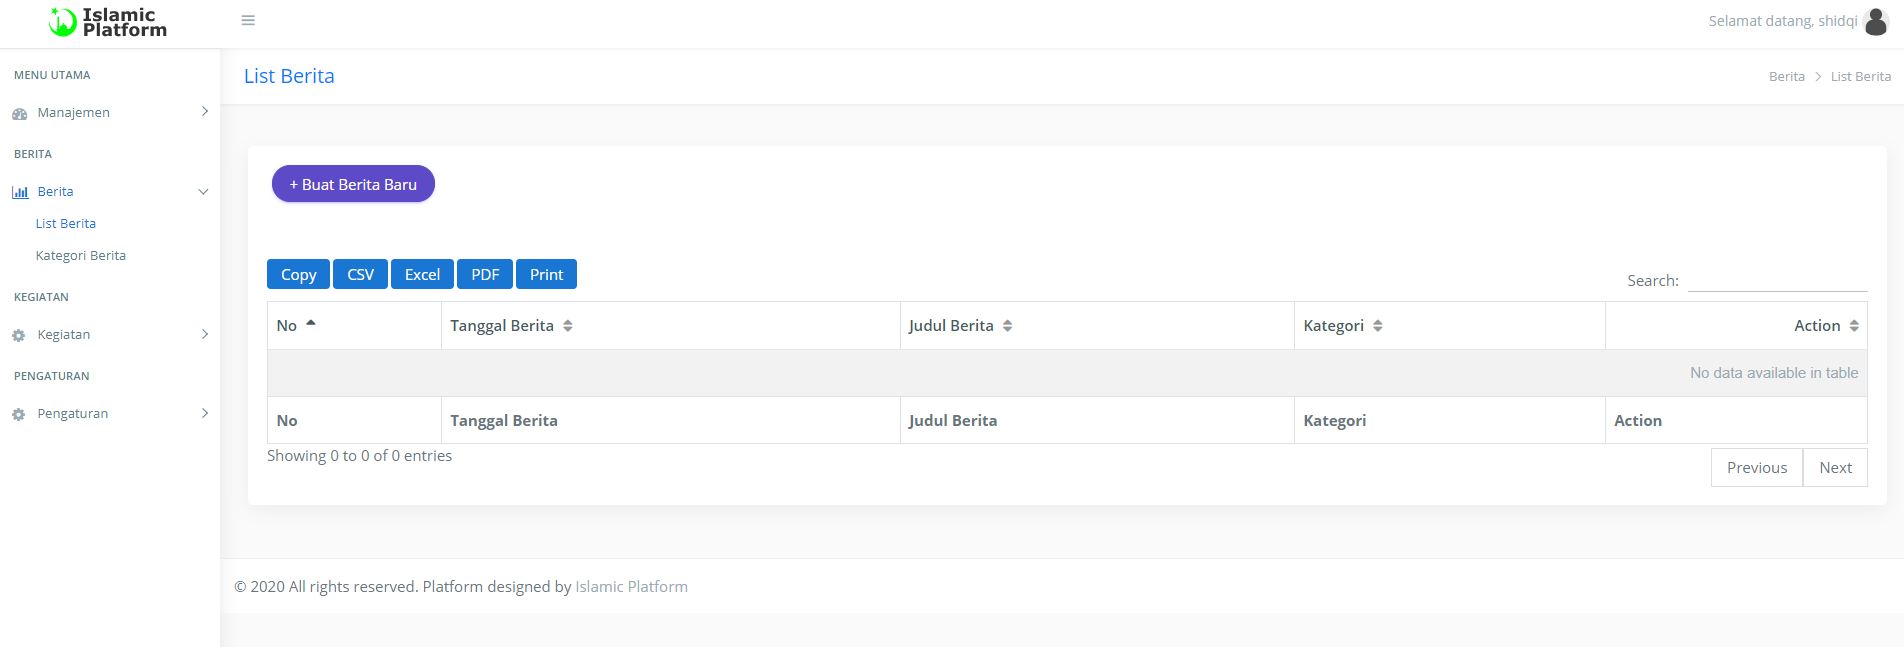 Islamic
Platform
Selamat datang, shidqi
MENU UTAMA
Manajemen
BERITA
Berita
List Berita
Kategori Berita
KEGIATAN
Kegiatan
PENGATURAN
Pengaturan
List Berita
Berita > List Berita
+ Buat Berita Baru
Copy CSV Excel PDF Print
Search:
No Tanggal Berita Judul Berita Kategori Action
No data available in table
No Tanggal Berita Judul Berita Kategori Action
Showing 0 to 0 of 0 entries
Previous Next
© 2020 All rights reserved. Platform designed by Islamic Platform